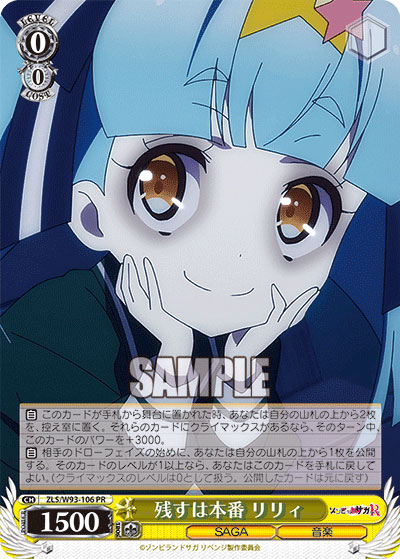 LEVEL
0
0
COST
SAMPLE
自 このカードが手札から舞台に置かれた時、あなたは自分の山札の上から2枚
を、控え室に置く。それらのカードにクライマックスがあるなら、そのターン中、
このカードのパワーを+3000。
自 相手のドローフェイズの始めに、あなたは自分の山札の上から1枚を公開
する。そのカードのレベルが1以上なら、あなたはこのカードを手札に戻してよ
い。(クライマックスのレベルは0として扱う。公開したカードは元に戻す)
CH ZLS/W93-106 PR
1500
残すは本番 リリィ
ゾンビランドサガR
SAGA
音楽
©ゾンビランドサガ リベンジ製作委員会